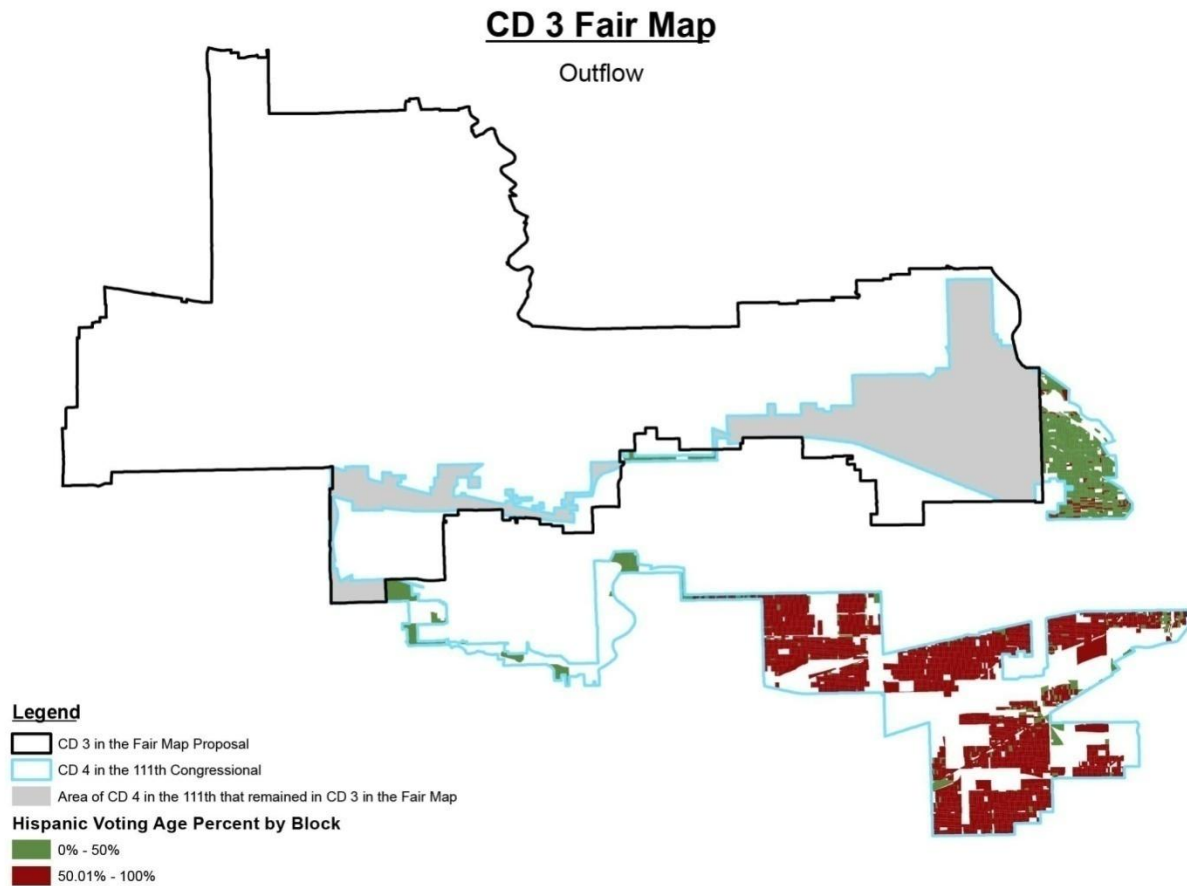 CD 3 Fair Map
Outflow
Legend
CD 3 in the Fair Map Proposal
CD 4 in the 111th Congressional
Area of CD 4 in the 111th that remained in CD 3 in the Fair Map
Hispanic Voting Age Percent by Block
0% - 50%
50.01% - 100%